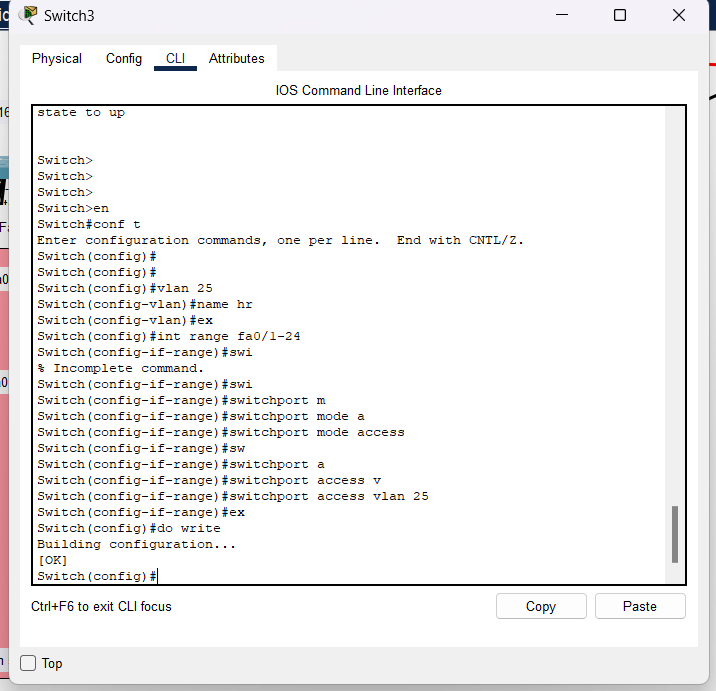 Switch3
Physical Config CLI Attributes
IOS Command Line Interface
state to up
Switch>
Switch>
Switch>
Switch>en
Switch#conf t
Enter configuration commands, one per line.  End with CNTL/Z.
Switch(config)#
Switch(config)#
Switch(config)#vlan 25
Switch(config-vlan)#name hr
Switch(config-vlan)#ex
Switch(config)#int range fa0/1-24
Switch(config-if-range)#swi
% Incomplete command.
Switch(config-if-range)#swi
Switch(config-if-range)#switchport m
Switch(config-if-range)#switchport mode a
Switch(config-if-range)#switchport mode access
Switch(config-if-range)#sw
Switch(config-if-range)#switchport a
Switch(config-if-range)#switchport access v
Switch(config-if-range)#switchport access vlan 25
Switch(config-if-range)#ex
Switch(config)#do write
Building configuration...
[OK]
Switch(config)#
Ctrl+F6 to exit CLI focus
Copy Paste
Top